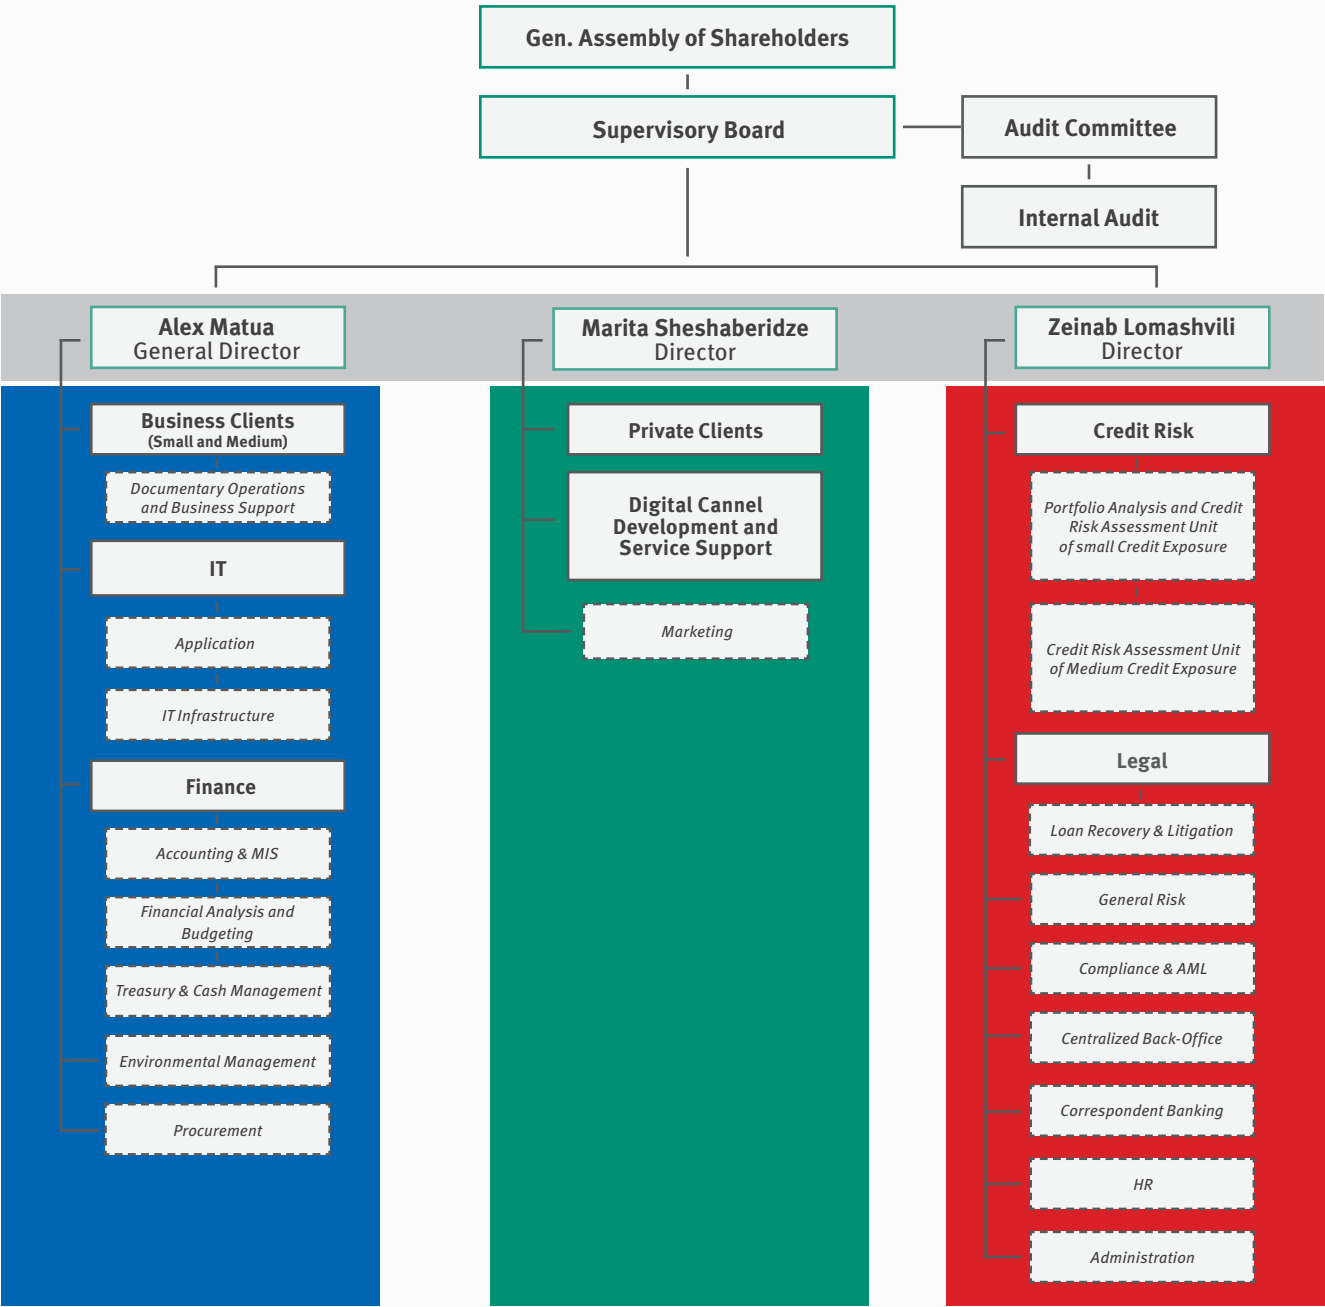 Gen. Assembly of Shareholders
Supervisory Board
Audit Committee
Internal Audit
Alex Matua
General Director
Marita Sheshaberidze
Director
Zeinab Lomashvili
Director
Business Clients
(Small and Medium)
Documentary Operations
and Business Support
IT
Application
IT Infrastructure
Finance
Accounting & MIS
Financial Analysis and
Budgeting
Treasury & Cash Management
Environmental Management
Procurement
Private Clients
Digital Cannel
Development and
Service Support
Marketing
Credit Risk
Portfolio Analysis and Credit
Risk Assessment Unit
of small Credit Exposure
Credit Risk Assessment Unit
of Medium Credit Exposure
Legal
Loan Recovery & Litigation
General Risk
Compliance & AML
Centralized Back-Office
Correspondent Banking
HR
Administration